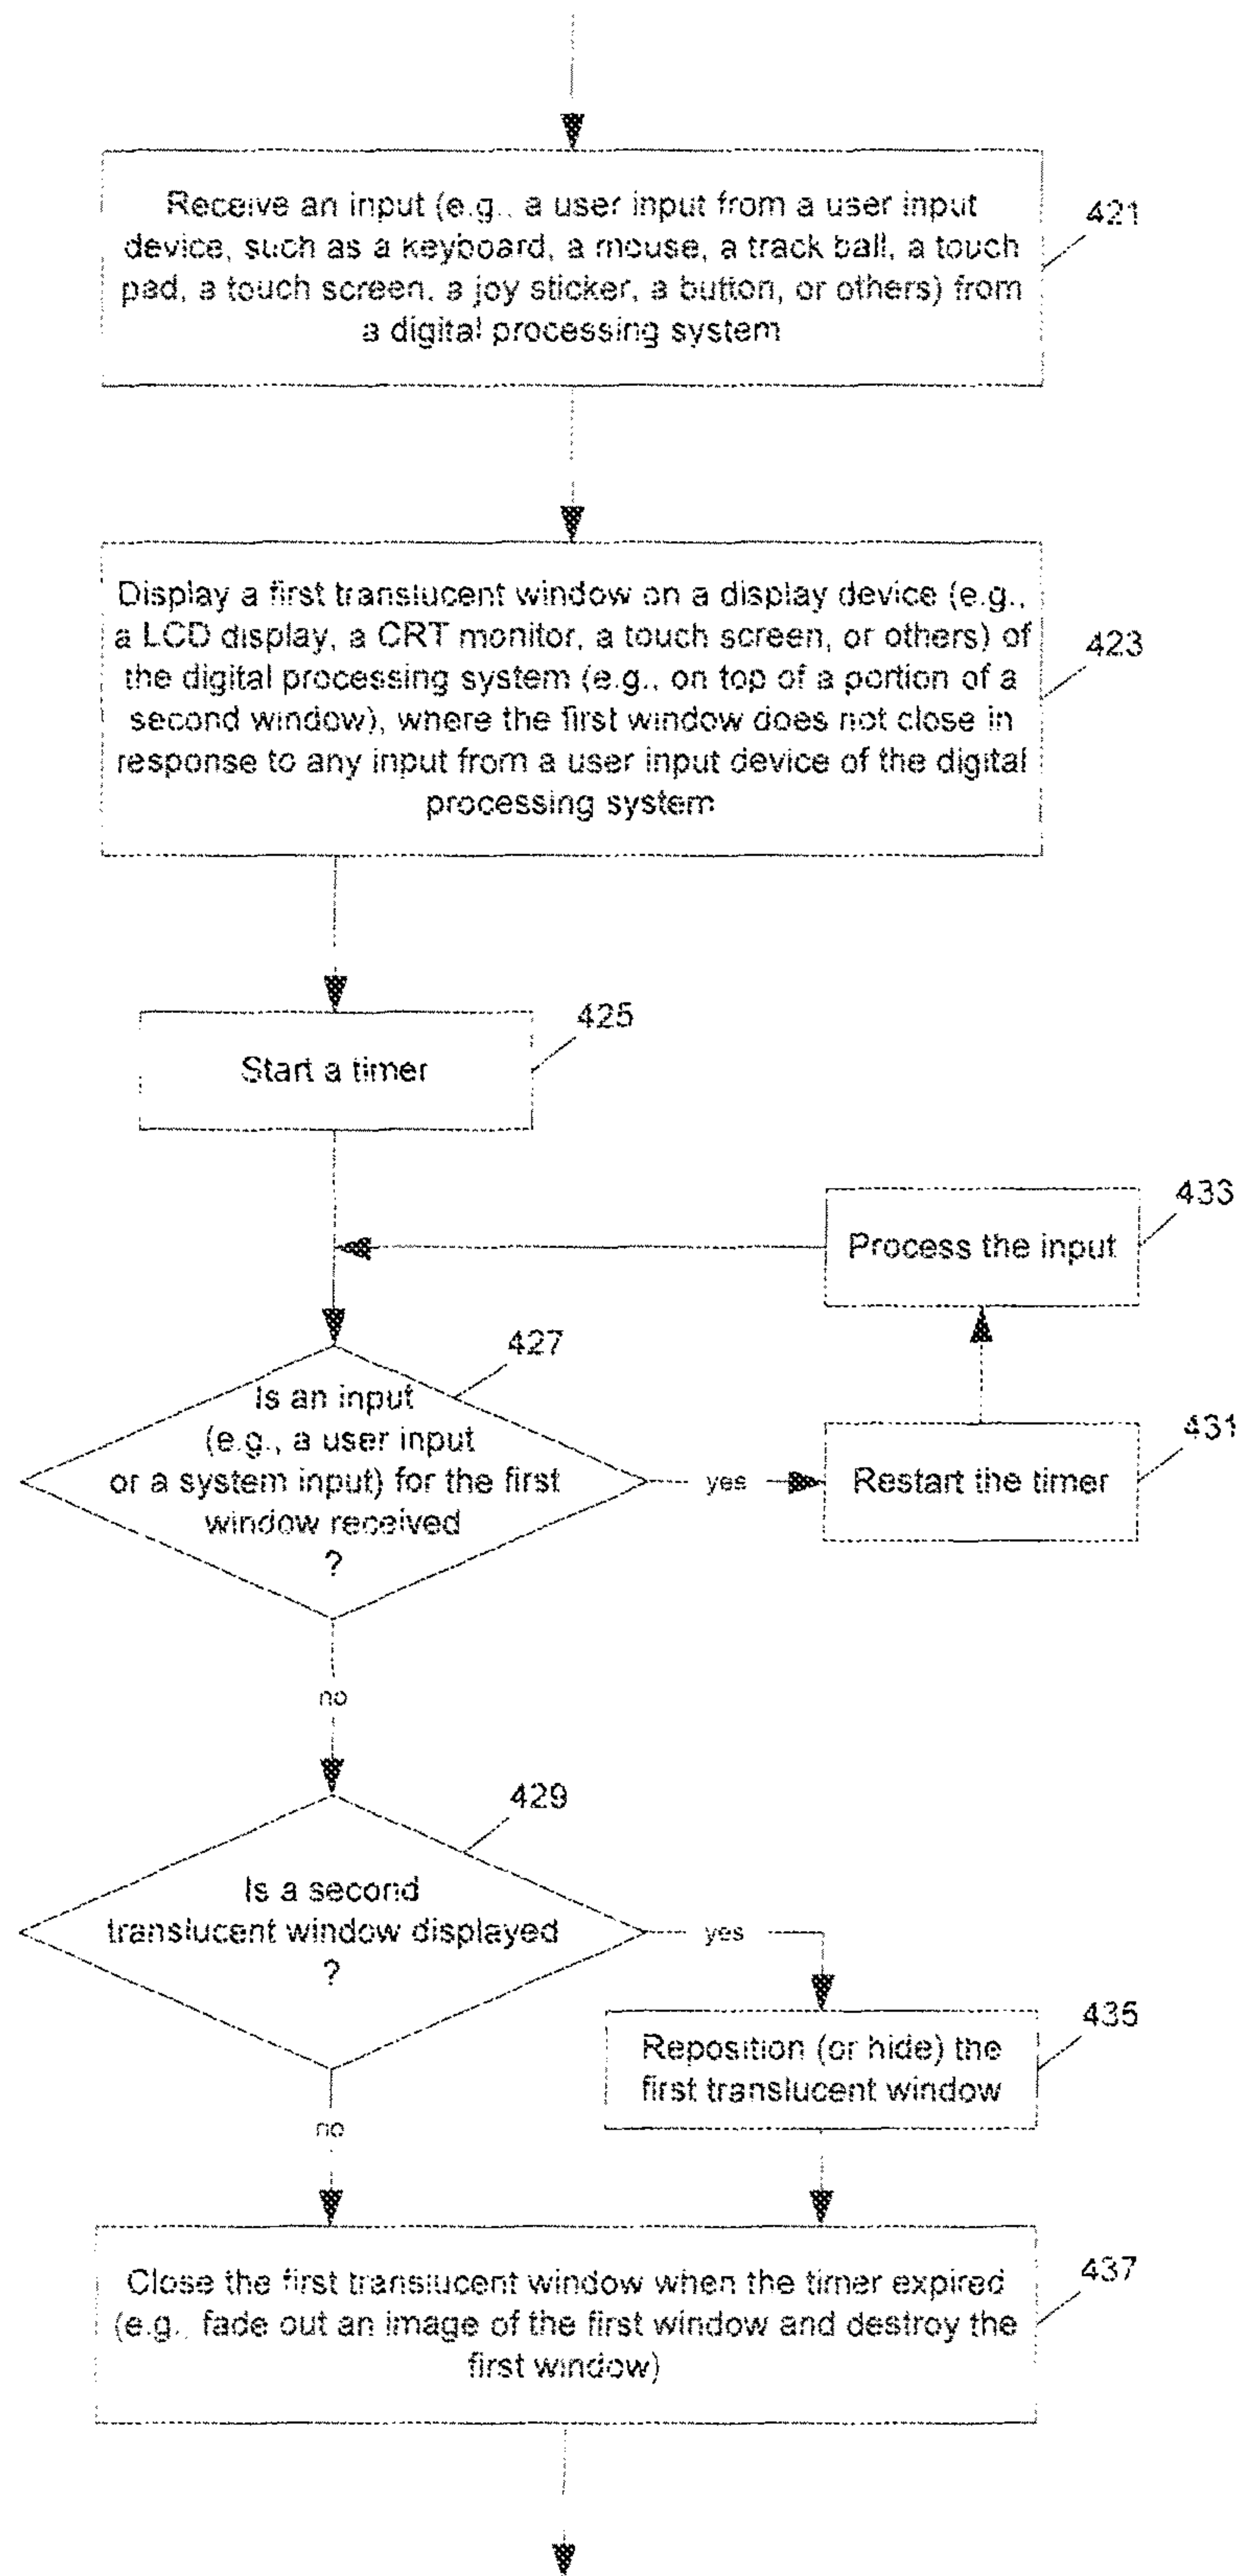 Receive an input (e.g., a user input from a user input
device, such as a keyboard, a mouse, a track ball, a touch
pad, a touch screen, a joy sticker, a button, or others) from
a digital processing system
421
Display a first translucent window on a display device (e.g.,
a LCD display, a CRT monitor, a touch screen, or others) of
the digital processing system (e.g., on top of a portion of a
second window), where the first window does not close in
response to any input from a user input device of the digital
processing system
423
Start a timer
425
Process the input
433
Is an input
(e.g., a user input
or a system input) for the first
window received
?
427
yes
Restart the timer
431
no
Is a second
translucent window displayed
?
429
yes
Reposition (or hide) the
first translucent window
435
no
Close the first translucent window when the timer expired
(e.g., fade out an image of the first window and destroy the
first window)
437